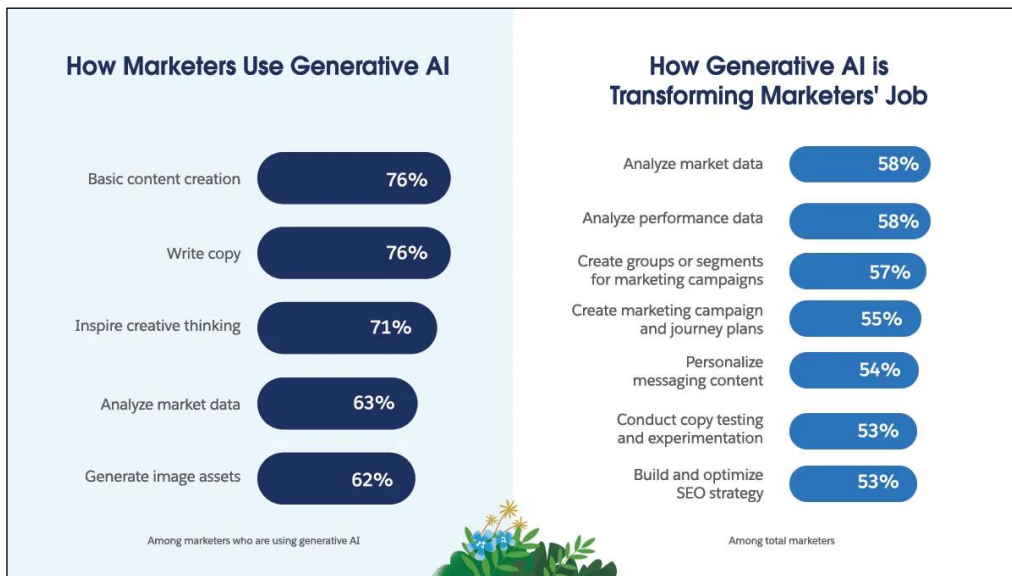 How Marketers Use Generative AI
Basic content creation
76%
Write copy
76%
Inspire creative thinking
71%
Analyze market data
63%
Generate image assets
62%
Among marketers who are using generative AI
How Generative AI is
Transforming Marketers' Job
Analyze market data
58%
Analyze performance data
58%
Create groups or segments
for marketing campaigns
57%
Create marketing campaign
and journey plans
55%
Personalize
messaging content
54%
Conduct copy testing
and experimentation
53%
Build and optimize
SEO strategy
53%
Among total marketers